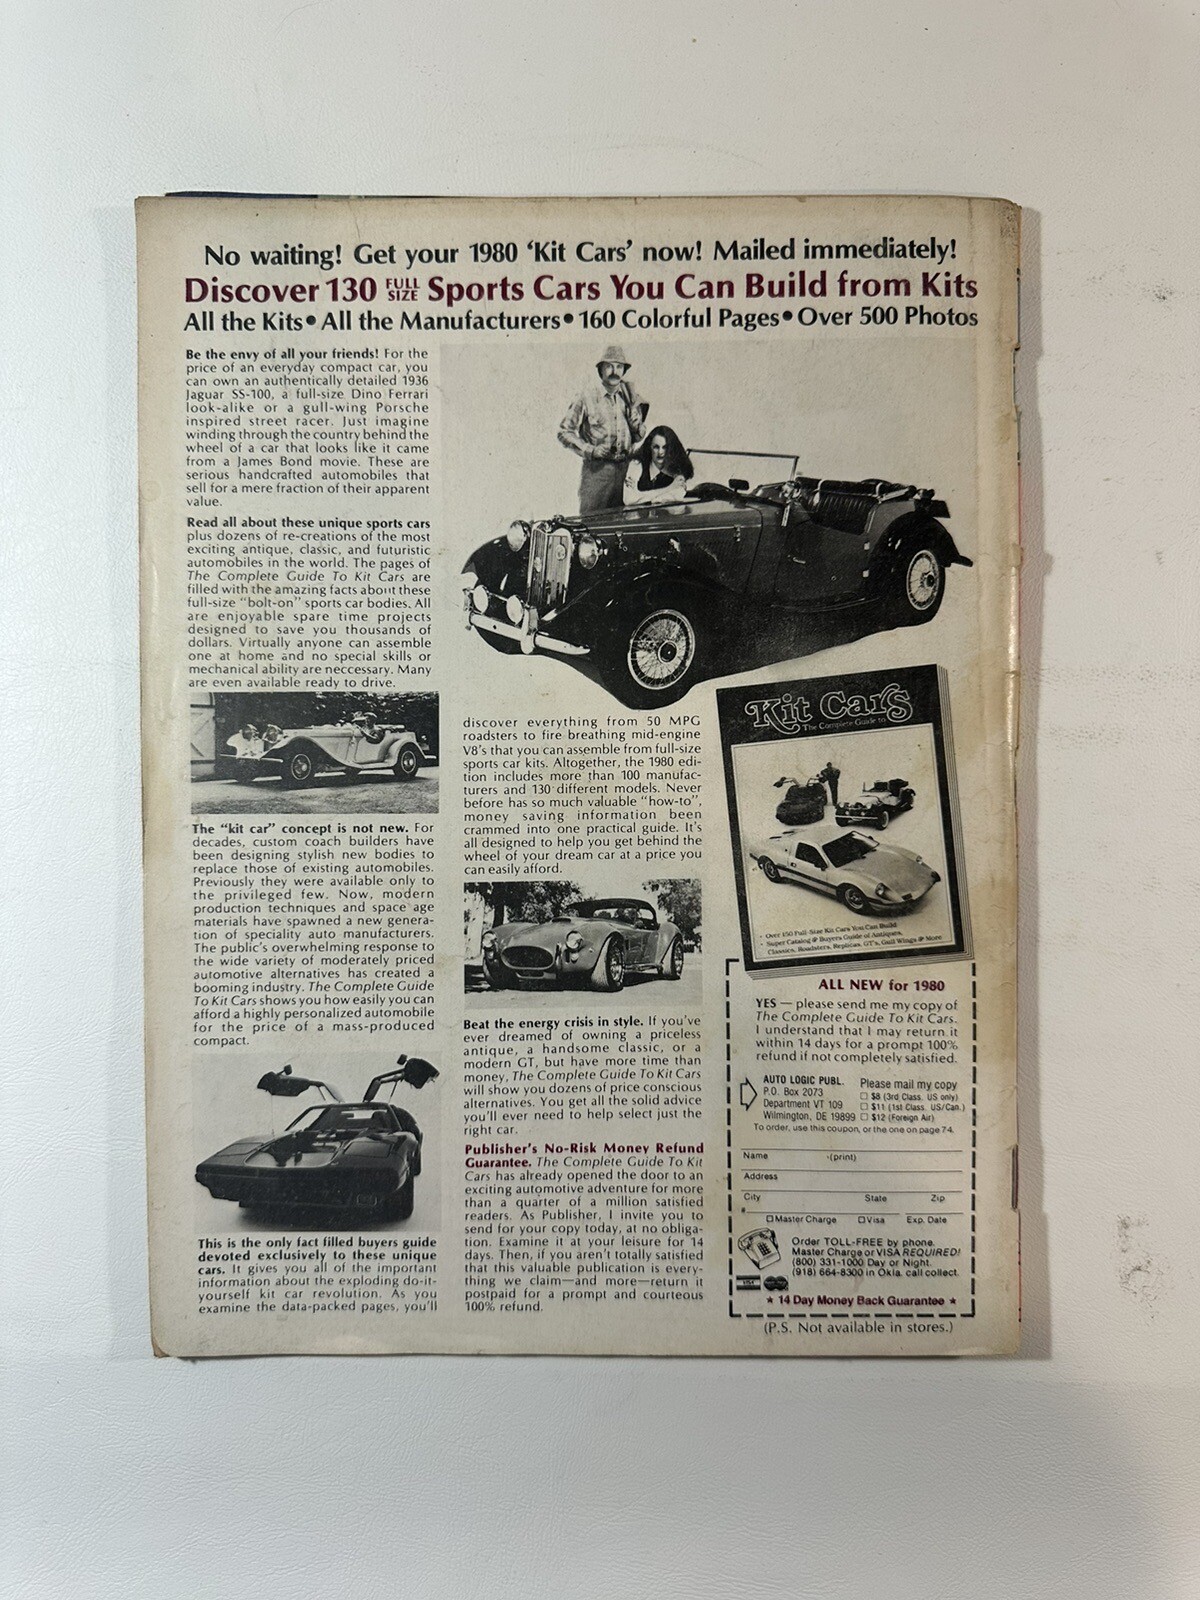 No waiting! Get your 1980 'Kit Cars' now! Mailed immediately!
Discover 130 FULL SIZE Sports Cars You Can Build from Kits
All the Kits • All the Manufacturers • 160 Colorful Pages • Over 500 Photos
Be the envy of all your friends! For the
price of an everyday compact car, you
can own an authentically detailed 1936
Jaguar SS-100, a full-size Dino Ferrari
look-alike or a gull-wing Porsche
inspired street racer. Just imagine
winding through the country behind the
wheel of a car that looks like it came
from a James Bond movie. These are
serious handcrafted automobiles that
sell for a mere fraction of their apparent
value.
Read all about these unique sports cars
plus dozens of re-creations of the most
exciting antique, classic, and futuristic
automobiles in the world. The pages of
The Complete Guide To Kit Cars are
filled with the amazing facts about these
full-size "bolt-on" sports car bodies. All
are enjoyable spare time projects
designed to save you thousands of
dollars. Virtually anyone can assemble
one at home and no special skills or
mechanical ability are neccessary. Many
are even available ready to drive.
The "kit car" concept is not new. For
decades, custom coach builders have
been designing stylish new bodies to
replace those of existing automobiles.
Previously they were available only to
the privileged few. Now, modern
production techniques and space age
materials have spawned a new genera-
tion of speciality auto manufacturers.
The public's overwhelming response to
the wide variety of moderately priced
automotive alternatives has created a
booming industry. The Complete Guide
To Kit Cars shows you how easily you can
afford a highly personalized automobile
for the price of a mass-produced
compact.
This is the only fact filled buyers guide
devoted exclusively to these unique
cars. It gives you all of the important
information about the exploding do-it-
yourself kit car revolution. As you
examine the data-packed pages, you'll
discover everything from 50 MPG
roadsters to fire breathing mid-engine
V8's that you can assemble from full-size
sports car kits. Altogether, the 1980 edi-
tion includes more than 100 manufac-
turers and 130 different models. Never
before has so much valuable "how-to",
money saving information been
crammed into one practical guide. It's
all designed to help you get behind the
wheel of your dream car at a price you
can easily afford.
Beat the energy crisis in style. If you've
ever dreamed of owning a priceless
antique, a handsome classic, or a
modern GT, but have more time than
money, The Complete Guide To Kit Cars
will show you dozens of price conscious
alternatives. You get all the solid advice
you'll ever need to help select just the
right car.
Publisher's No-Risk Money Refund
Guarantee. The Complete Guide To Kit
Cars has already opened the door to an
exciting automotive adventure for more
than a quarter of a million satisfied
readers. As Publisher, I invite you to
send for your copy today, at no obliga-
tion. Examine it at your leisure for 14
days. Then, if you aren't totally satisfied
that this valuable publication is every-
thing we claim—and more—return it
postpaid for a prompt and courteous
100% refund.
Kit Cars
The Complete Guide to
Full-Size Kit Cars You Can Build
Super Catalog & Buyers Guide of Antiques,
Classics, Roadsters, Replicas, GT's, Gull Wings & More
ALL NEW for 1980
YES — please send me my copy of
The Complete Guide To Kit Cars.
I understand that I may return it
within 14 days for a prompt 100%
refund if not completely satisfied.
AUTO LOGIC PUBL.
P.O. Box 2073
Department VT 109
Wilmington, DE 19899
Please mail my copy
☐ $8 (3rd Class. US only)
☐ $11 (1st Class. US/Can.)
☐ $12 (Foreign Air)
To order, use this coupon, or the one on page 74.
Name (print)
Address
City State Zip
#
☐ Master Charge ☐ Visa Exp. Date
Order TOLL-FREE by phone.
Master Charge or VISA REQUIRED!
(800) 331-1000 Day or Night.
(918) 664-8300 in Okla. call collect.
★ 14 Day Money Back Guarantee ★
(P.S. Not available in stores.)